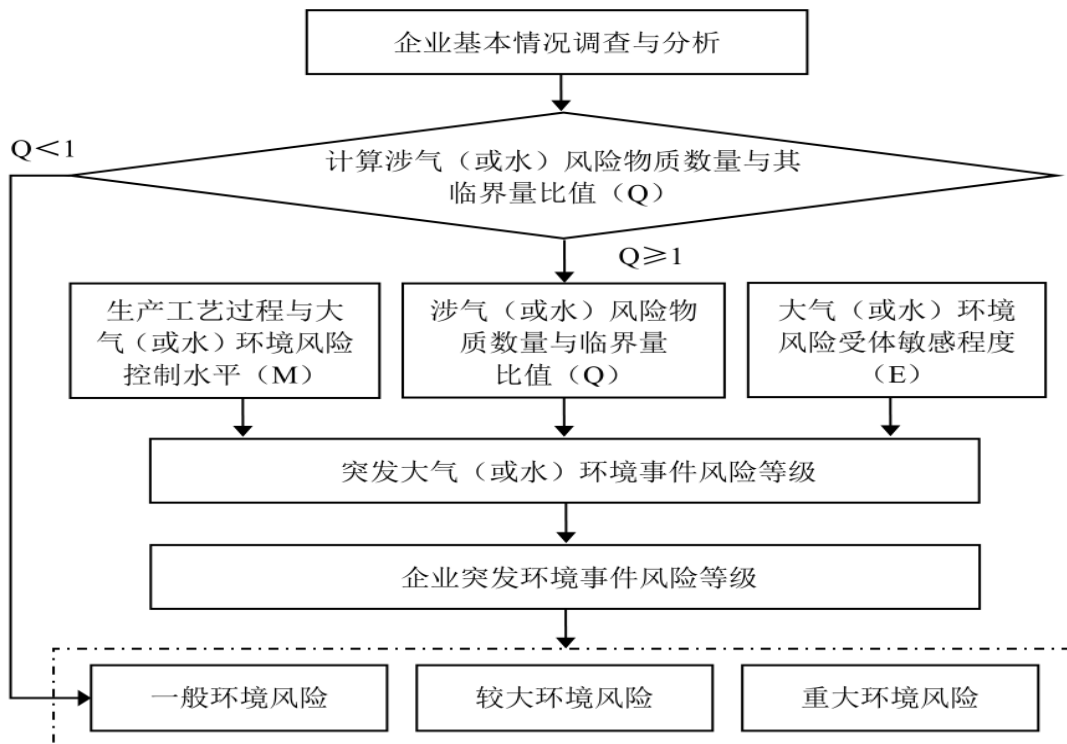 企业基本情况调查与分析
Q＜1
计算涉气（或水）风险物质数量与其
临界量比值（Q）
Q≥1
生产工艺过程与大
气（或水）环境风险
控制水平（M）
涉气（或水）风险物
质数量与临界量
比值（Q）
大气（或水）环境
风险受体敏感程度
（E）
突发大气（或水）环境事件风险等级
企业突发环境事件风险等级
一般环境风险
较大环境风险
重大环境风险